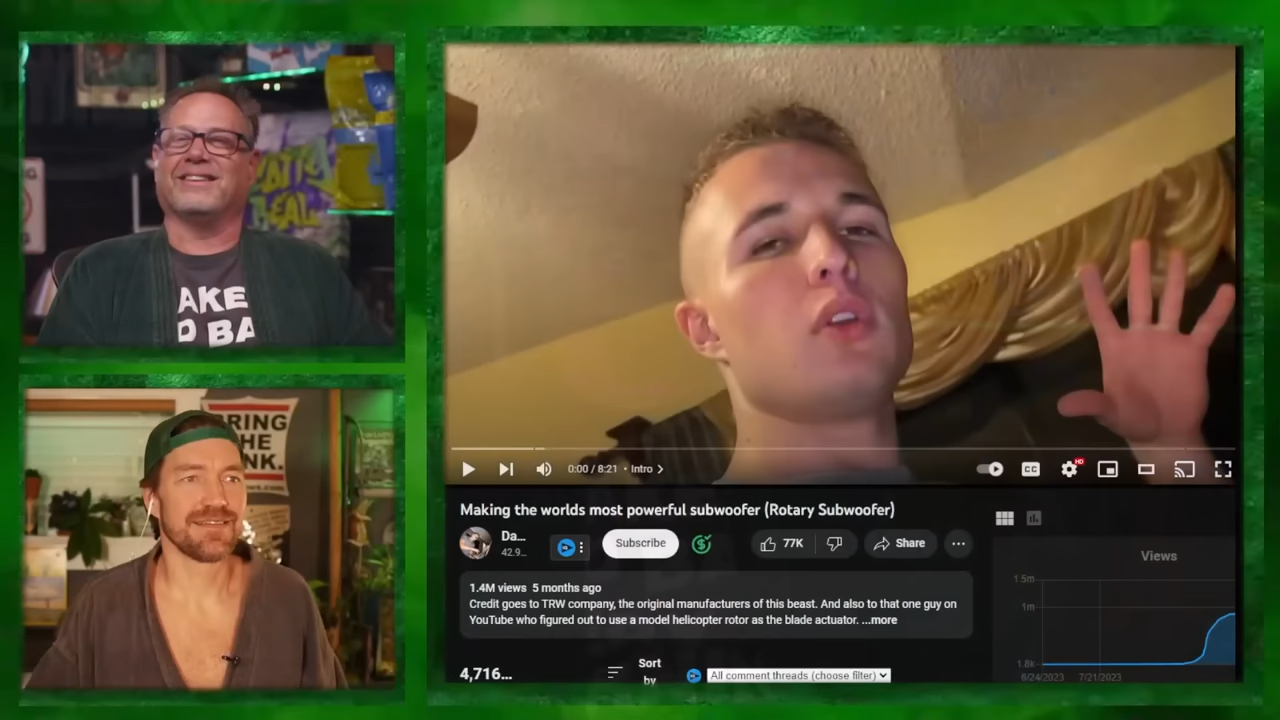 AKE
D BA
BRING
THE
NK.
0:00 / 8:21 • Intro
CC
HD
Making the worlds most powerful subwoofer (Rotary Subwoofer)
Da...
42.9...
Subscribe
77K
Share
1.4M views 5 months ago
Credit goes to TRW company, the original manufacturers of this beast. And also to that one guy on
YouTube who figured out to use a model helicopter rotor as the blade actuator. ...more
4,716...
Sort
by
All comment threads (choose filter)
Views
1.5m
1m
1.8k
6/24/2023 7/21/2023